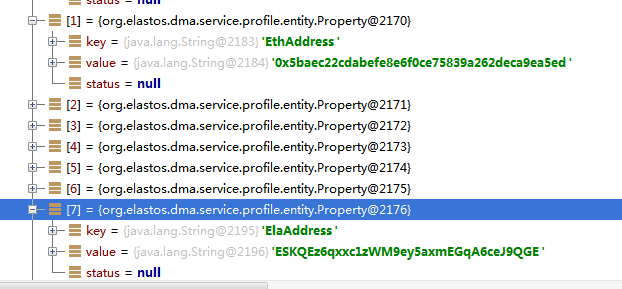 [1] = {org.elastos.dma.service.profile.entity.Property@2170}
key = {java.lang.String@2183} 'EthAddress'
value = {java.lang.String@2184} '0x5baec22cdabefe8e6f0ce75839a262deca9ea5ed'
status = null
[2] = {org.elastos.dma.service.profile.entity.Property@2171}
[3] = {org.elastos.dma.service.profile.entity.Property@2172}
[4] = {org.elastos.dma.service.profile.entity.Property@2173}
[5] = {org.elastos.dma.service.profile.entity.Property@2174}
[6] = {org.elastos.dma.service.profile.entity.Property@2175}
[7] = {org.elastos.dma.service.profile.entity.Property@2176}
key = {java.lang.String@2195} 'ElaAddress'
value = {java.lang.String@2196} 'ESKQEz6qxxc1zWM9ey5axmEGqA6ceJ9QGE'
status = null